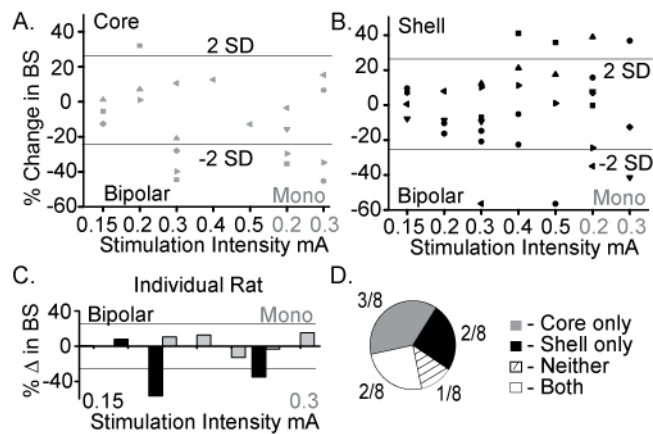 A. Core
B. Shell
% Change in BS
40
20
0
-20
-40
-60
2 SD
-2 SD
Bipolar
Mono
0.15 0.2 0.3 0.4 0.5 0.2 0.3
Stimulation Intensity mA
40
20
0
-20
-40
-60
2 SD
-2 SD
Bipolar
Mono
0.15 0.2 0.3 0.4 0.5 0.2 0.3
Stimulation Intensity mA
C. Individual Rat
% Δ in BS
40
0
-40
Bipolar
Mono
0.15
0.3
Stimulation Intensity mA
D.
3/8
2/8
2/8
1/8
- Core only
- Shell only
- Neither
- Both